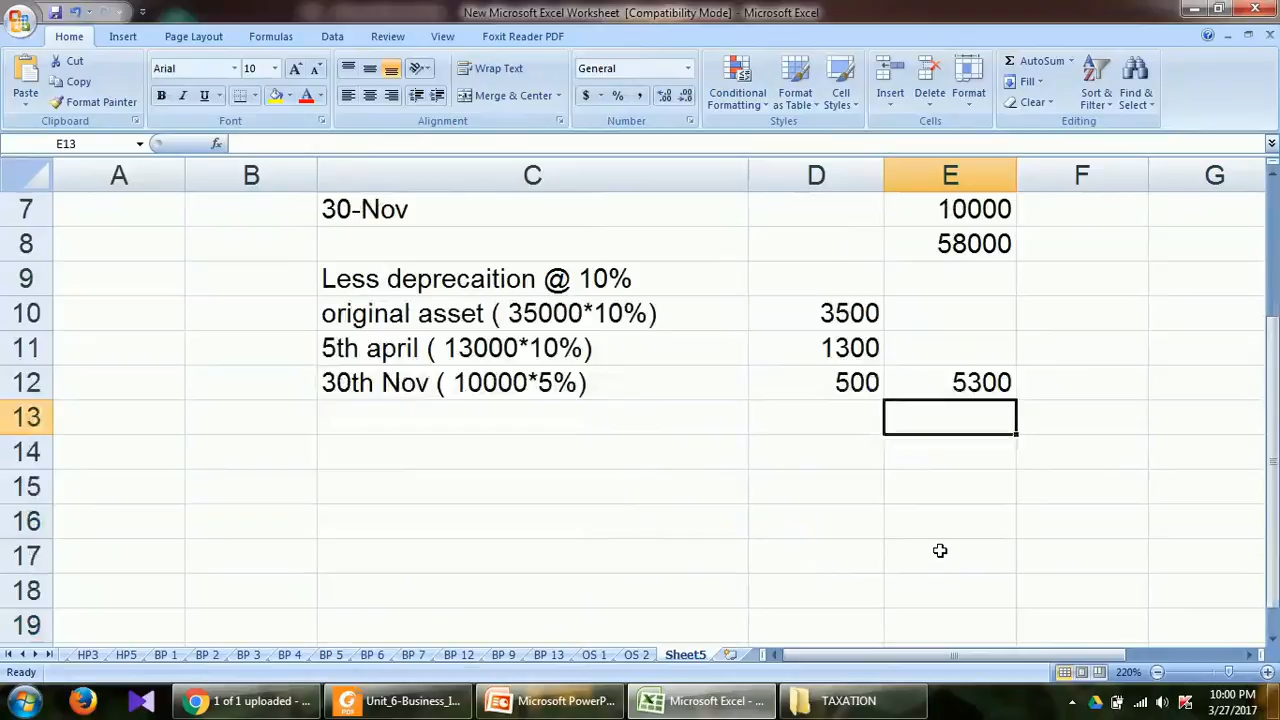 New Microsoft Excel Worksheet [Compatibility Mode] - Microsoft Excel
Home Insert Page Layout Formulas Data Review View Foxit Reader PDF
Paste Cut Copy Format Painter Clipboard
Arial 10 B I U Font
Wrap Text Merge & Center Alignment
General $ % , Number
Conditional Formatting Format as Table Cell Styles Styles
Insert Delete Format Cells
AutoSum Fill Clear Sort & Filter Find & Select Editing
E13 fx
A B C D E F G
7 30-Nov 10000
8 58000
9 Less deprecaition @ 10%
10 original asset ( 35000*10%) 3500
11 5th april ( 13000*10%) 1300
12 30th Nov ( 10000*5%) 500 5300
13
14
15
16
17
18
19
HP3 HP5 BP 1 BP 2 BP 3 BP 4 BP 5 BP 6 BP 7 BP 12 BP 9 BP 13 OS 1 OS 2 Sheet5
Ready 220%
1 of 1 uploaded - ... Unit_6-Business_I... Microsoft PowerP... Microsoft Excel - ... TAXATION 10:00 PM
3/27/2017